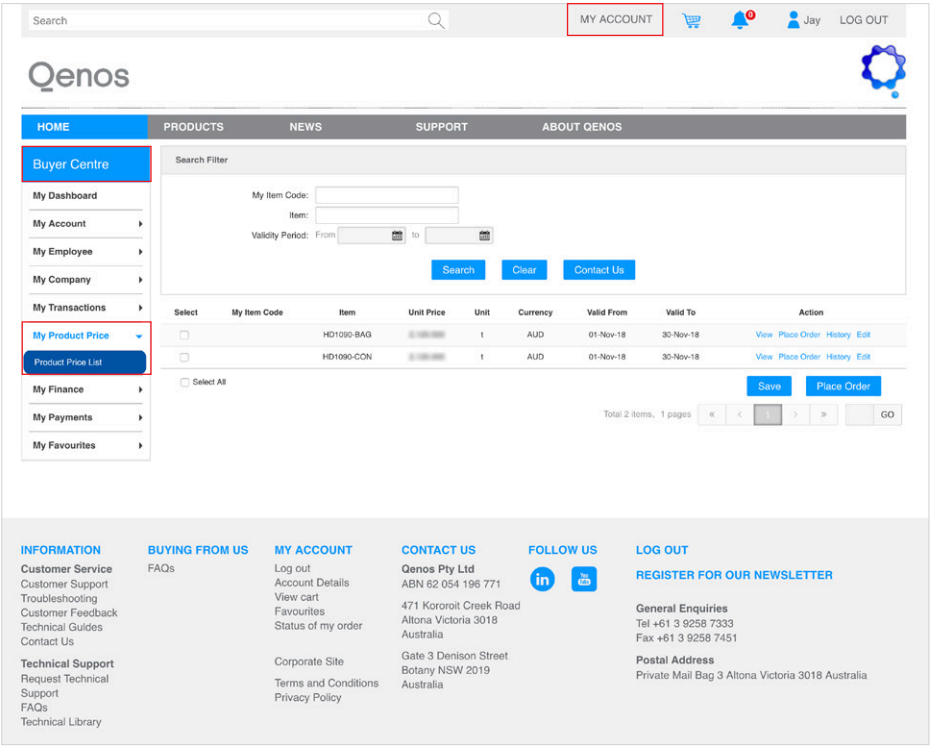 Search
MY ACCOUNT
0
Jay
LOG OUT
Qenos
HOME PRODUCTS NEWS SUPPORT ABOUT QENOS
Buyer Centre
My Dashboard
My Account
My Employee
My Company
My Transactions
My Product Price
Product Price List
My Finance
My Payments
My Favourites
Search Filter
My Item Code:
Item:
Validity Period: From to
Search Clear Contact Us
Select My Item Code Item Unit Price Unit Currency Valid From Valid To Action
HD1090-BAG t AUD 01-Nov-18 30-Nov-18 View Place Order History Edit
HD1090-CON t AUD 01-Nov-18 30-Nov-18 View Place Order History Edit
Select All
Save Place Order
Total 2 items, 1 pages « < 1 > » GO
INFORMATION
Customer Service
Customer Support
Troubleshooting
Customer Feedback
Technical Guides
Contact Us
Technical Support
Request Technical
Support
FAQs
Technical Library
BUYING FROM US
FAQs
MY ACCOUNT
Log out
Account Details
View cart
Favourites
Status of my order
Corporate Site
Terms and Conditions
Privacy Policy
CONTACT US
Qenos Pty Ltd
ABN 62 054 196 771
471 Kororoit Creek Road
Altona Victoria 3018
Australia
Gate 3 Denison Street
Botany NSW 2019
Australia
FOLLOW US
in
You
Tube
LOG OUT
REGISTER FOR OUR NEWSLETTER
General Enquiries
Tel +61 3 9258 7333
Fax +61 3 9258 7451
Postal Address
Private Mail Bag 3 Altona Victoria 3018 Australia